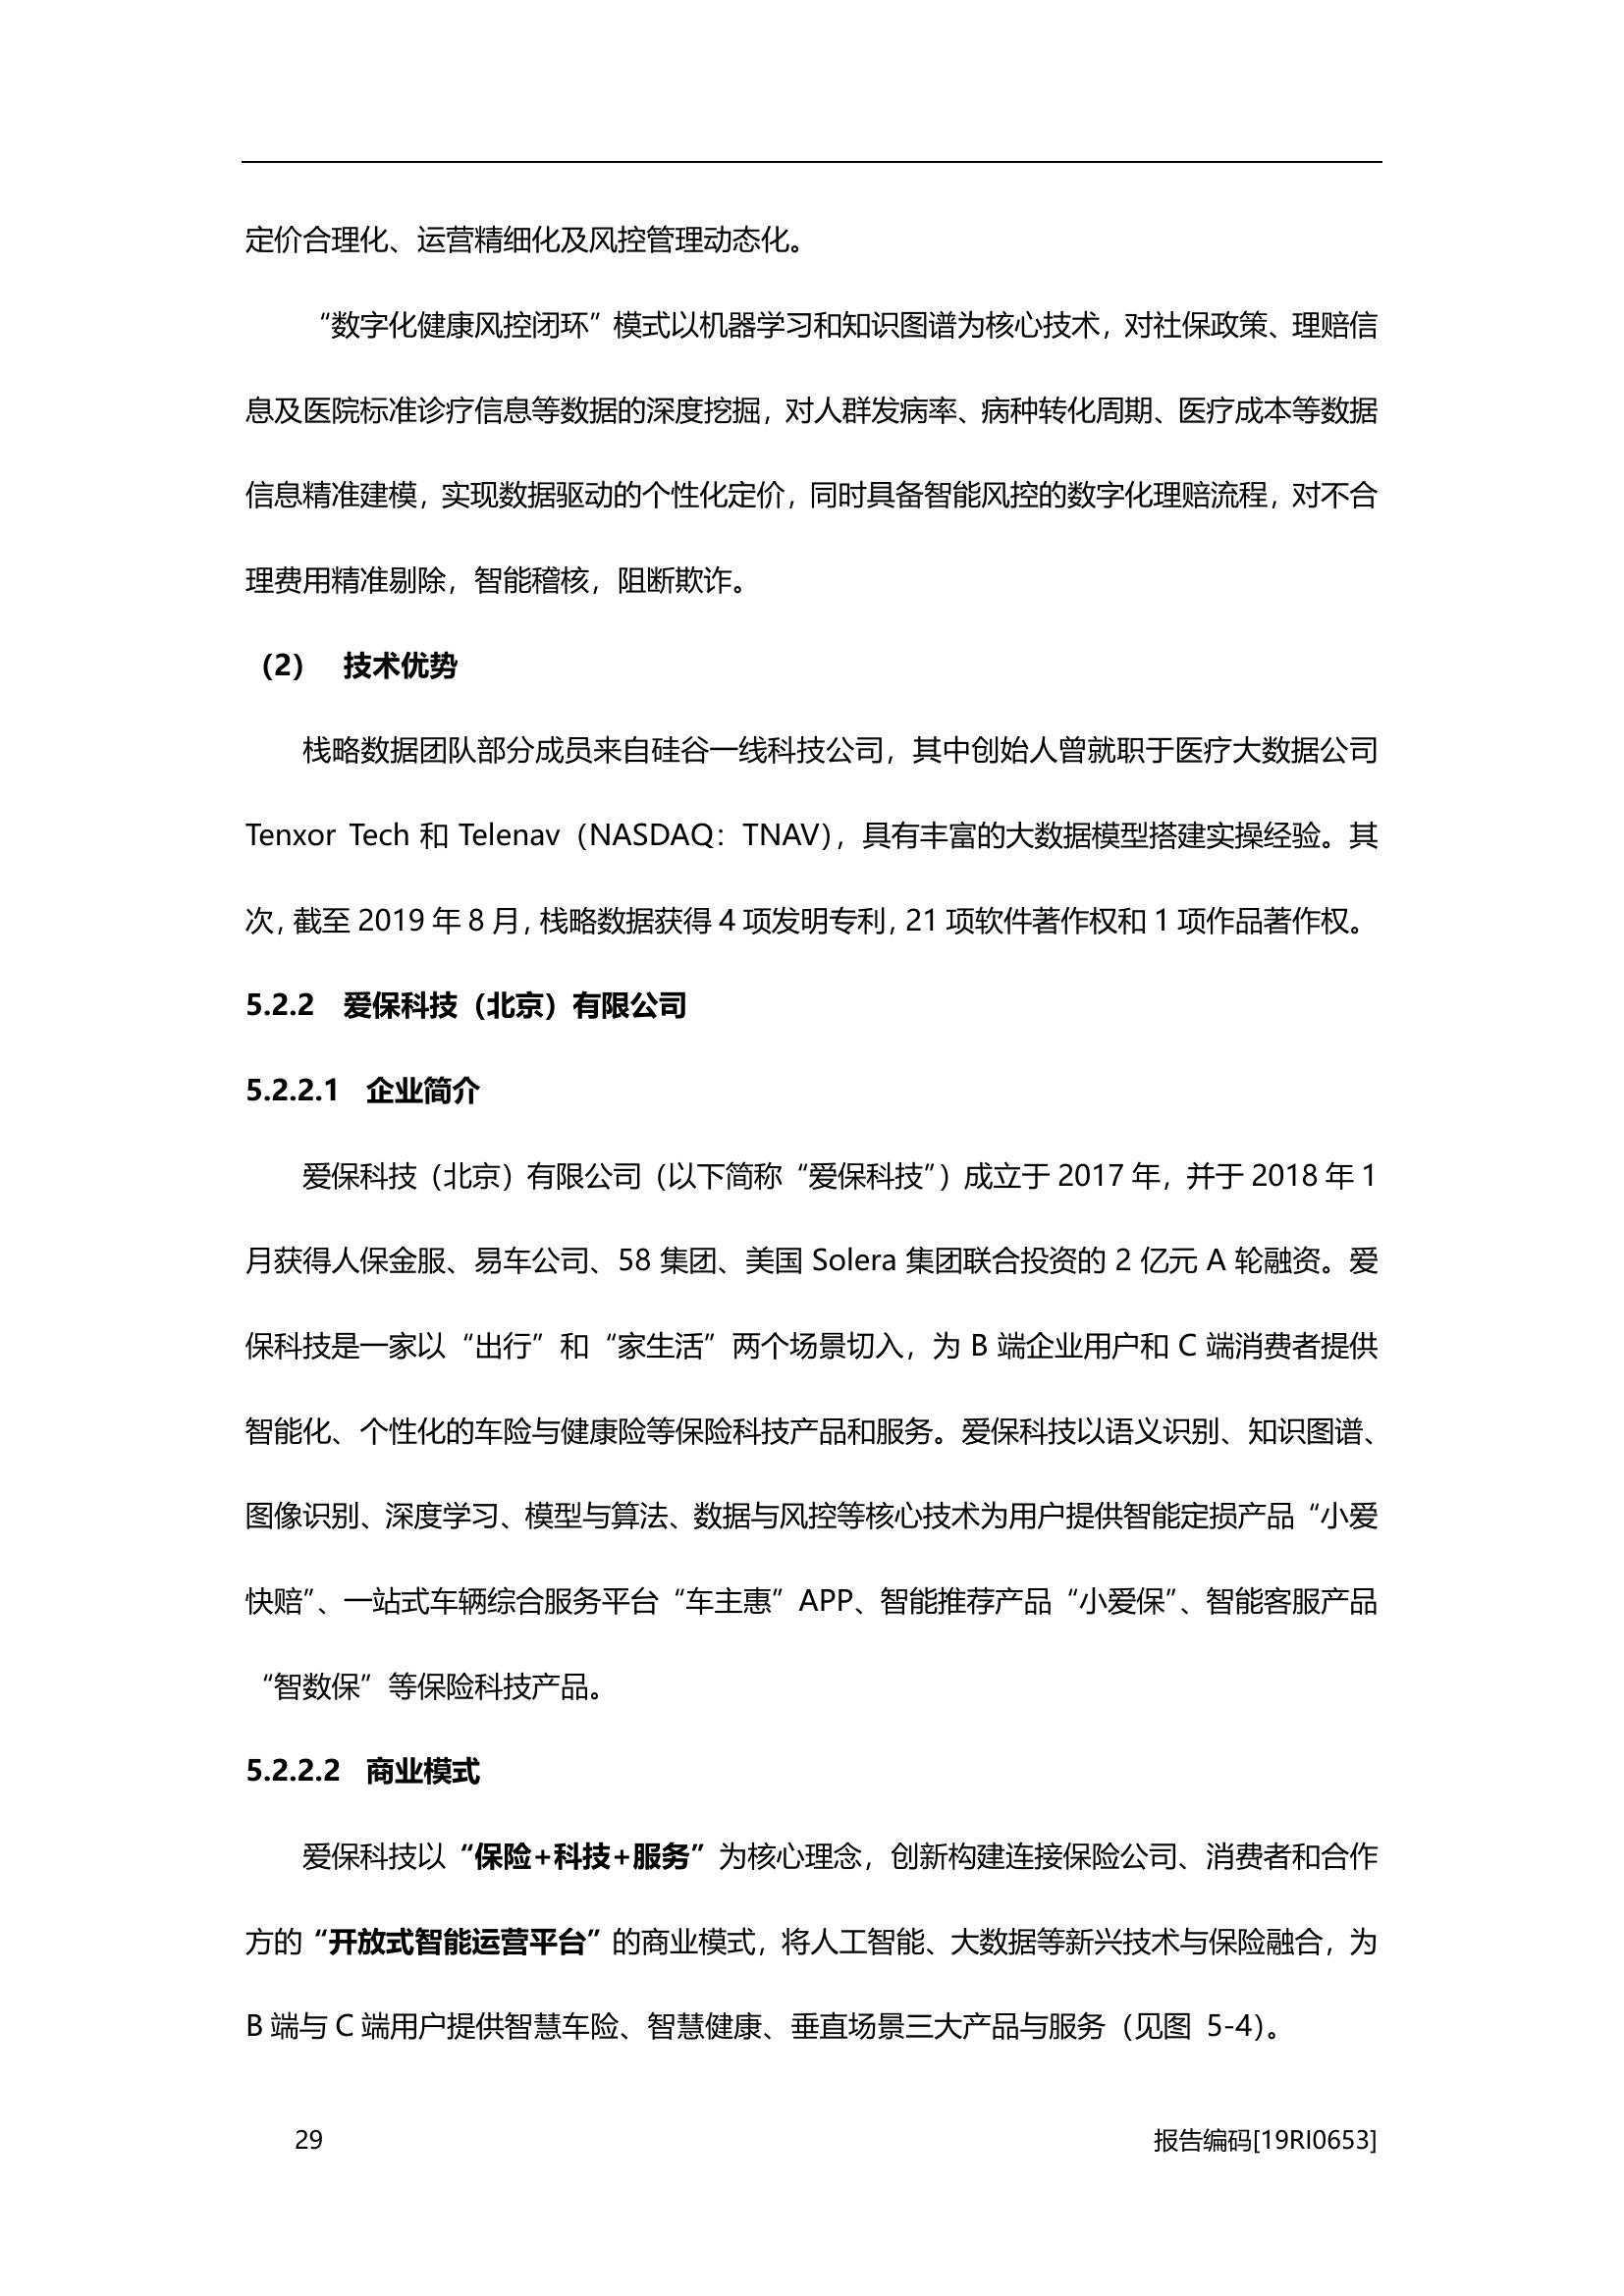 定价合理化、运营精细化及风控管理动态化。
“数字化健康风控闭环”模式以机器学习和知识图谱为核心技术，对社保政策、理赔信
息及医院标准诊疗信息等数据的深度挖掘，对人群发病率、病种转化周期、医疗成本等数据
信息精准建模，实现数据驱动的个性化定价，同时具备智能风控的数字化理赔流程，对不合
理费用精准剔除，智能稽核，阻断欺诈。
（2） 技术优势
栈略数据团队部分成员来自硅谷一线科技公司，其中创始人曾就职于医疗大数据公司
Tenxor Tech 和 Telenav（NASDAQ：TNAV），具有丰富的大数据模型搭建实操经验。其
次，截至 2019 年 8 月，栈略数据获得 4 项发明专利，21 项软件著作权和 1 项作品著作权。
5.2.2 爱保科技（北京）有限公司
5.2.2.1 企业简介
爱保科技（北京）有限公司（以下简称“爱保科技”）成立于 2017 年，并于 2018 年 1
月获得人保金服、易车公司、58 集团、美国 Solera 集团联合投资的 2 亿元 A 轮融资。爱
保科技是一家以“出行”和“家生活”两个场景切入，为 B 端企业用户和 C 端消费者提供
智能化、个性化的车险与健康险等保险科技产品和服务。爱保科技以语义识别、知识图谱、
图像识别、深度学习、模型与算法、数据与风控等核心技术为用户提供智能定损产品“小爱
快赔”、一站式车辆综合服务平台“车主惠”APP、智能推荐产品“小爱保”、智能客服产品
“智数保”等保险科技产品。
5.2.2.2 商业模式
爱保科技以“保险+科技+服务”为核心理念，创新构建连接保险公司、消费者和合作
方的“开放式智能运营平台”的商业模式，将人工智能、大数据等新兴技术与保险融合，为
B 端与 C 端用户提供智慧车险、智慧健康、垂直场景三大产品与服务（见图 5-4）。
29 报告编码[19RI0653]